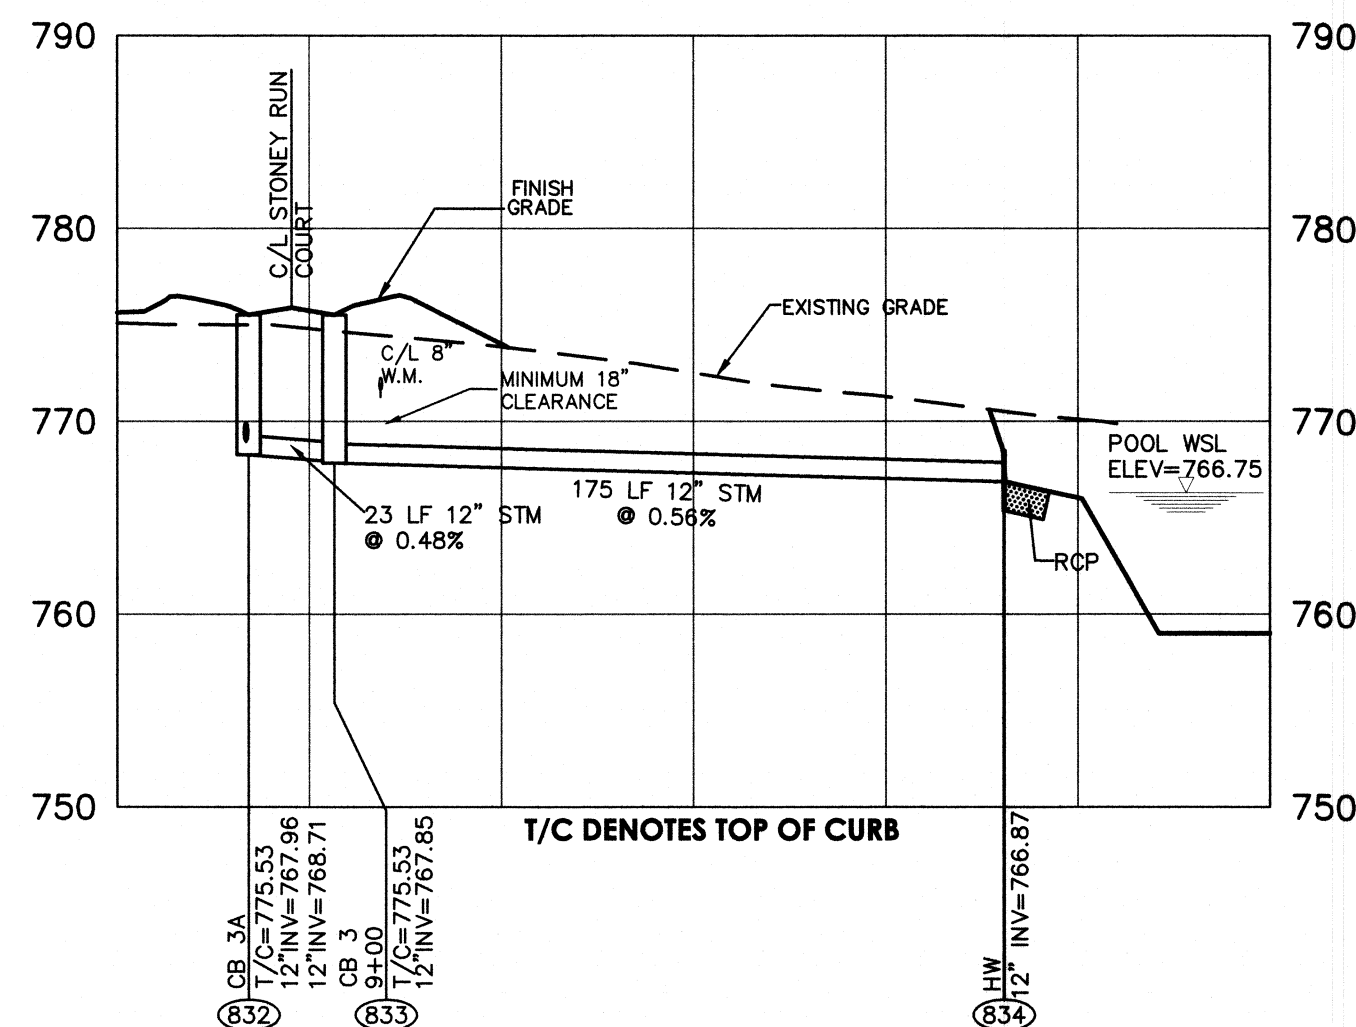 790
790
C/L STONEY RUN
COURT
FINISH
GRADE
780
780
EXISTING GRADE
C/L 8"
W.M.
MINIMUM 18"
CLEARANCE
770
770
POOL WSL
ELEV=766.75
175 LF 12" STM
@ 0.56%
23 LF 12" STM
@ 0.48%
RCP
760
760
750
750
T/C DENOTES TOP OF CURB
CB 3A
T/C=775.53
12"INV=767.96
12"INV=768.71
CB 3
9+00
T/C=775.53
12"INV=767.85
HW
12" INV=766.87
832
833
834